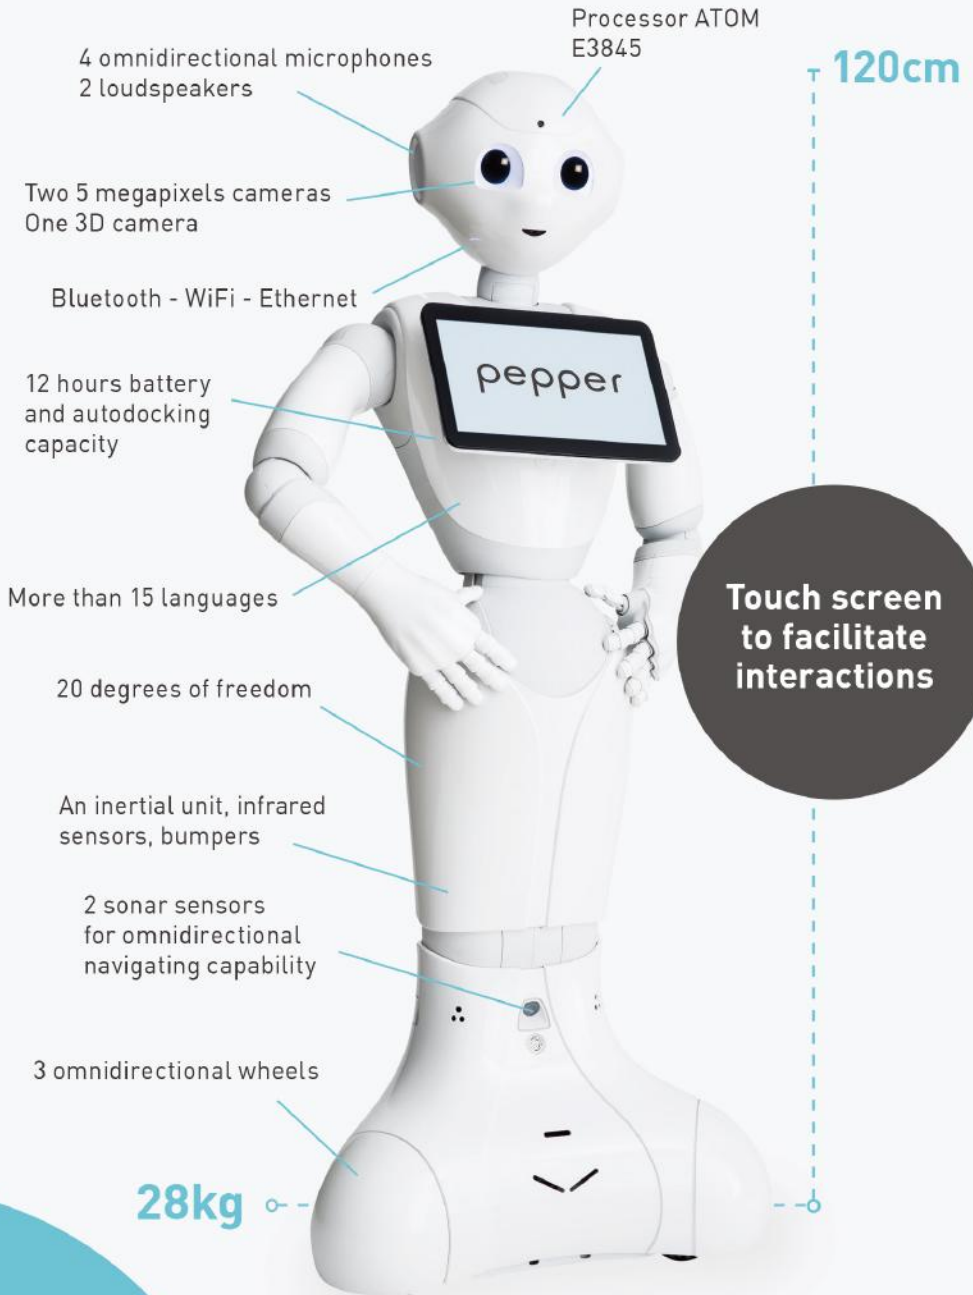 Processor ATOM
E3845
4 omnidirectional microphones
2 loudspeakers
120cm
Two 5 megapixels cameras
One 3D camera
Bluetooth - WiFi - Ethernet
pepper
12 hours battery
and autodocking
capacity
More than 15 languages
Touch screen
to facilitate
interactions
20 degrees of freedom
An inertial unit, infrared
sensors, bumpers
2 sonar sensors
for omnidirectional
navigating capability
3 omnidirectional wheels
28kg